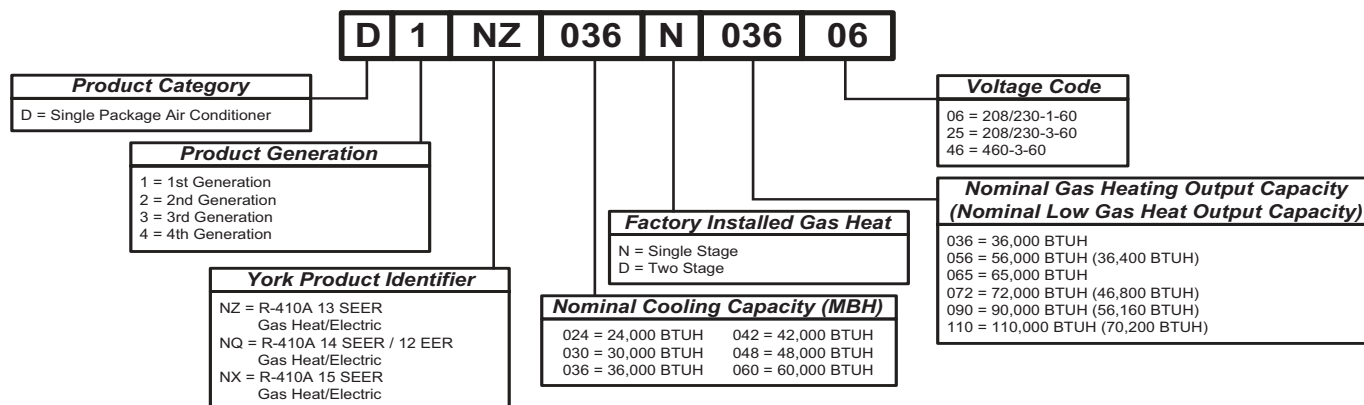 D 1 NZ 036 N 036 06
Product Category
D = Single Package Air Conditioner
Product Generation
1 = 1st Generation
2 = 2nd Generation
3 = 3rd Generation
4 = 4th Generation
York Product Identifier
NZ = R-410A 13 SEER
Gas Heat/Electric
NQ = R-410A 14 SEER / 12 EER
Gas Heat/Electric
NX = R-410A 15 SEER
Gas Heat/Electric
Nominal Cooling Capacity (MBH)
024 = 24,000 BTUH 042 = 42,000 BTUH
030 = 30,000 BTUH 048 = 48,000 BTUH
036 = 36,000 BTUH 060 = 60,000 BTUH
Factory Installed Gas Heat
N = Single Stage
D = Two Stage
Nominal Gas Heating Output Capacity
(Nominal Low Gas Heat Output Capacity)
036 = 36,000 BTUH
056 = 56,000 BTUH (36,400 BTUH)
065 = 65,000 BTUH
072 = 72,000 BTUH (46,800 BTUH)
090 = 90,000 BTUH (56,160 BTUH)
110 = 110,000 BTUH (70,200 BTUH)
Voltage Code
06 = 208/230-1-60
25 = 208/230-3-60
46 = 460-3-60